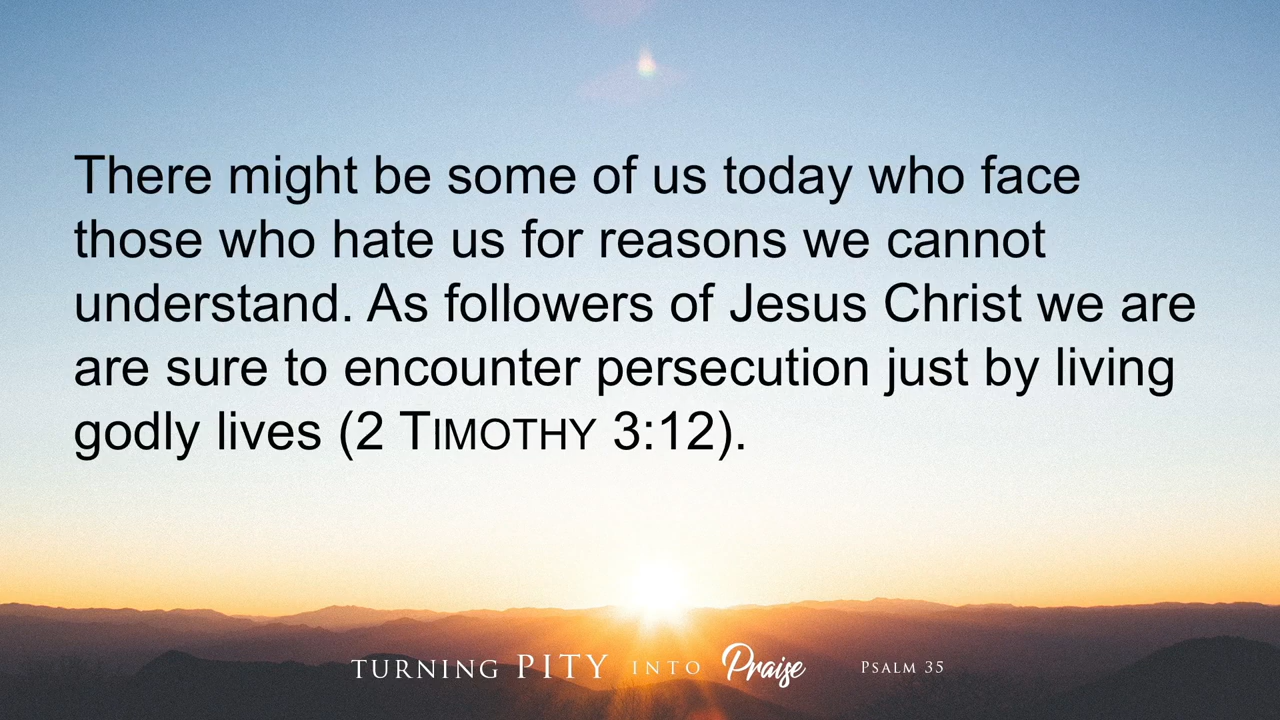 There might be some of us today who face
those who hate us for reasons we cannot
understand. As followers of Jesus Christ we are
are sure to encounter persecution just by living
godly lives (2 TIMOTHY 3:12).
TURNING PITY INTO Praise PSALM 35